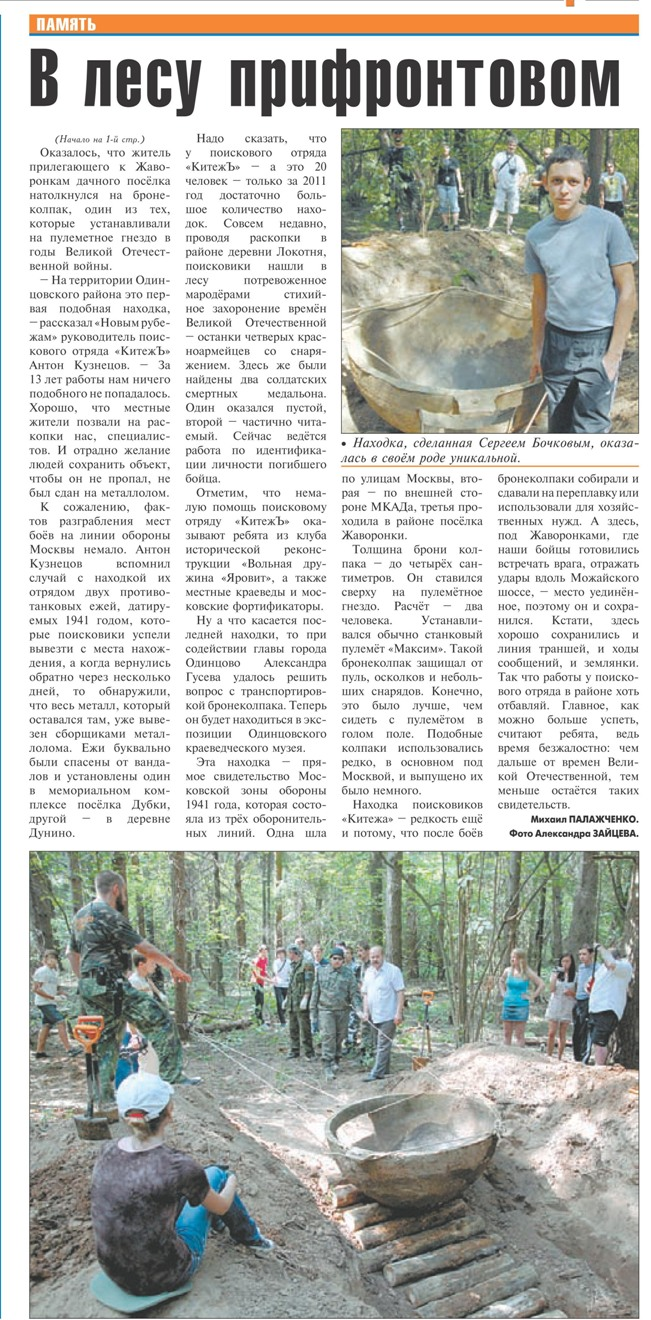 ПАМЯТЬ
В лесу прифронтовом
(Начало на 1-й стр.)
Оказалось, что житель
прилегающего к Жаво-
ронкам дачного посёлка
натолкнулся на броне-
колпак, один из тех,
которые устанавливали
на пулеметное гнездо в
годы Великой Отечест-
венной войны.
– На территории Один-
цовского района это пер-
вая подобная находка,
– рассказал «Новым рубе-
жам» руководитель поис-
кового отряда «КитежЪ»
Антон Кузнецов. – За
13 лет работы нам ничего
подобного не попадалось.
Хорошо, что местные
жители позвали на рас-
копки нас, специалис-
тов. И отрадно желание
людей сохранить объект,
чтобы он не пропал, не
был сдан на металлолом.
К сожалению, фак-
тов разграбления мест
боёв на линии обороны
Москвы немало. Антон
Кузнецов вспомнил
случай с находкой их
отрядом двух противо-
танковых ежей, датиру-
емых 1941 годом, кото-
рые поисковики успели
вывезти с места нахож-
дения, а когда вернулись
обратно через несколько
дней, то обнаружили,
что весь металл, который
оставался там, уже выве-
зен сборщиками метал-
лолома. Ежи буквально
были спасены от ванда-
лов и установлены один
в мемориальном ком-
плексе посёлка Дубки,
другой – в деревне
Дунино.
Надо сказать, что
у поискового отряда
«КитежЪ» – а это 20
человек – только за 2011
год достаточно боль-
шое количество нахо-
док. Совсем недавно,
проводя раскопки в
районе деревни Локотня,
поисковики нашли в
лесу потревоженное
мародёрами стихий-
ное захоронение времён
Великой Отечественной
– останки четверых крас-
ноармейцев со снаря-
жением. Здесь же были
найдены два солдатских
смертных медальона.
Один оказался пустой,
второй – частично чита-
емый. Сейчас ведётся
работа по идентифика-
ции личности погибшего
бойца.
Отметим, что нема-
лую помощь поисковому
отряду «КитежЪ» ока-
зывают ребята из клуба
исторической реконс-
трукции «Вольная дру-
жина «Яровит», а также
местные краеведы и мос-
ковские фортификаторы.
Ну а что касается пос-
ледней находки, то при
содействии главы города
Одинцово Александра
Гусева удалось решить
вопрос с транспортиров-
кой бронеколпака. Теперь
он будет находиться в экс-
позиции Одинцовского
краеведческого музея.
Эта находка – пря-
мое свидетельство Мос-
ковской зоны обороны
1941 года, которая состо-
яла из трёх оборонитель-
ных линий. Одна шла
• Находка, сделанная Сергеем Бочковым, оказа-
лась в своём роде уникальной.
по улицам Москвы, вто-
рая – по внешней сто-
роне МКАДа, третья про-
ходила в районе посёлка
Жаворонки.
Толщина брони кол-
пака – до четырёх сан-
тиметров. Он ставился
сверху на пулемётное
гнездо. Расчёт – два
человека. Устанавли-
вался обычно станковый
пулемёт «Максим». Такой
бронеколпак защищал от
пуль, осколков и неболь-
ших снарядов. Конечно,
это было лучше, чем
сидеть с пулемётом в
голом поле. Подобные
колпаки использовались
редко, в основном под
Москвой, и выпущено их
было немного.
Находка поисковиков
«Китежа» – редкость ещё
и потому, что после боёв
бронеколпаки собирали и
сдавали на переплавку или
использовали для хозяйс-
твенных нужд. А здесь,
под Жаворонками, где
наши бойцы готовились
встречать врага, отражать
удары вдоль Можайского
шоссе, – место уединён-
ное, поэтому он и сохра-
нился. Кстати, здесь
хорошо сохранились и
линия траншей, и ходы
сообщений, и землянки.
Так что работы у поиско-
вого отряда в районе хоть
отбавляй. Главное, как
можно больше успеть,
считают ребята, ведь
время безжалостно: чем
дальше от времен Вели-
кой Отечественной, тем
меньше остаётся таких
свидетельств.
Михаил ПАЛАЖЧЕНКО.
Фото Александра ЗАЙЦЕВА.